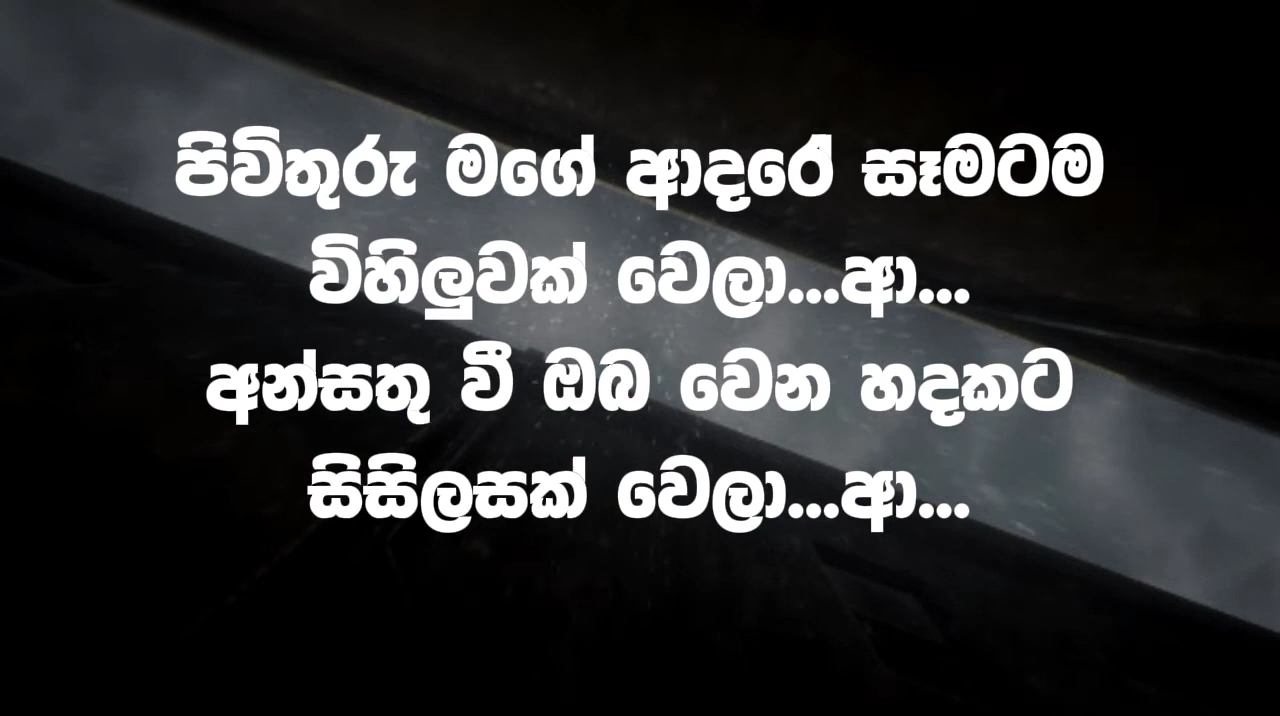 පිවිතුරු මගේ ආදරේ සෑමටම
විහිලුවක් වෙලා...ආ...
අන්සතු වී ඔබ වෙන හදකට
සිසිලසක් වෙලා...ආ...